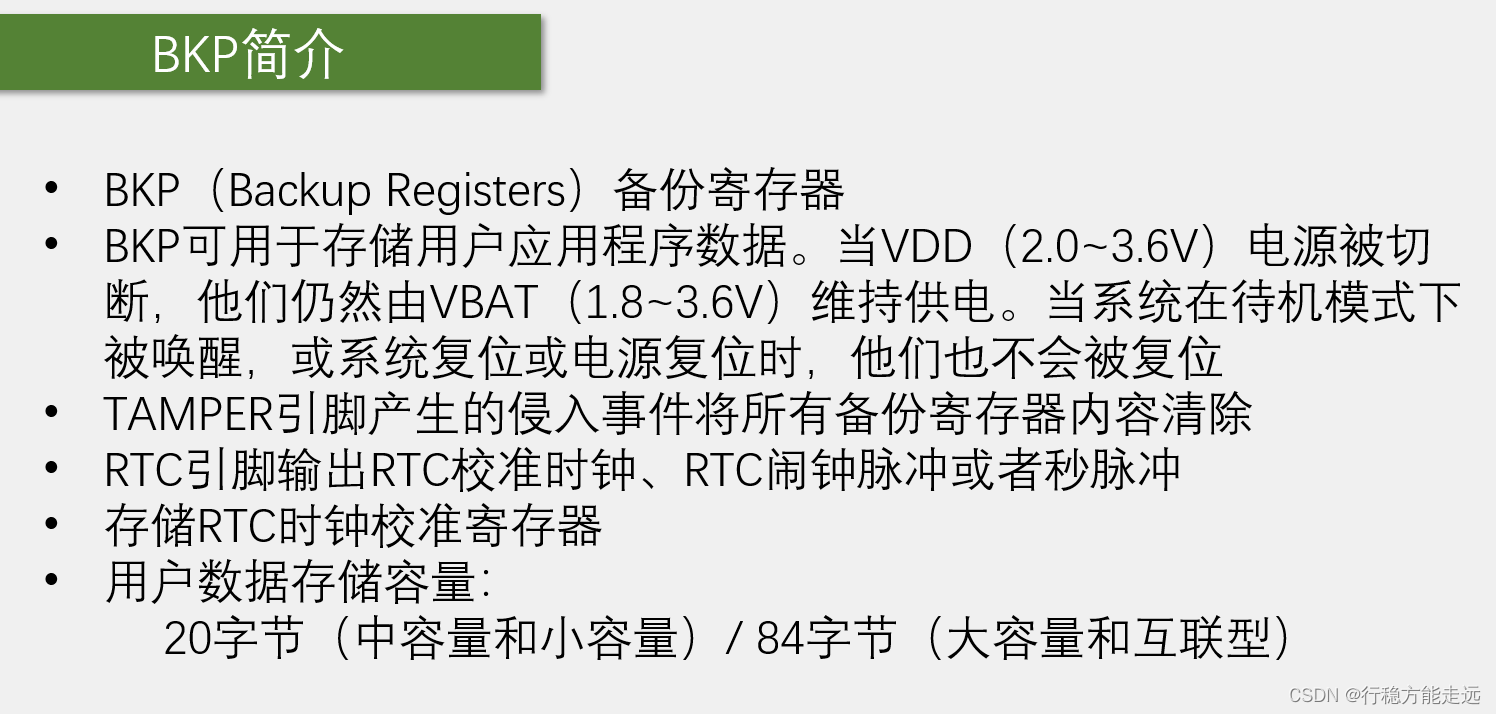 BKP简介
• BKP（Backup Registers）备份寄存器
• BKP可用于存储用户应用程序数据。当VDD（2.0~3.6V）电源被切
断，他们仍然由VBAT（1.8~3.6V）维持供电。当系统在待机模式下
被唤醒，或系统复位或电源复位时，他们也不会被复位
• TAMPER引脚产生的侵入事件将所有备份寄存器内容清除
• RTC引脚输出RTC校准时钟、RTC闹钟脉冲或者秒脉冲
• 存储RTC时钟校准寄存器
• 用户数据存储容量：
20字节（中容量和小容量）/ 84字节（大容量和互联型）
CSDN @行稳方能走远